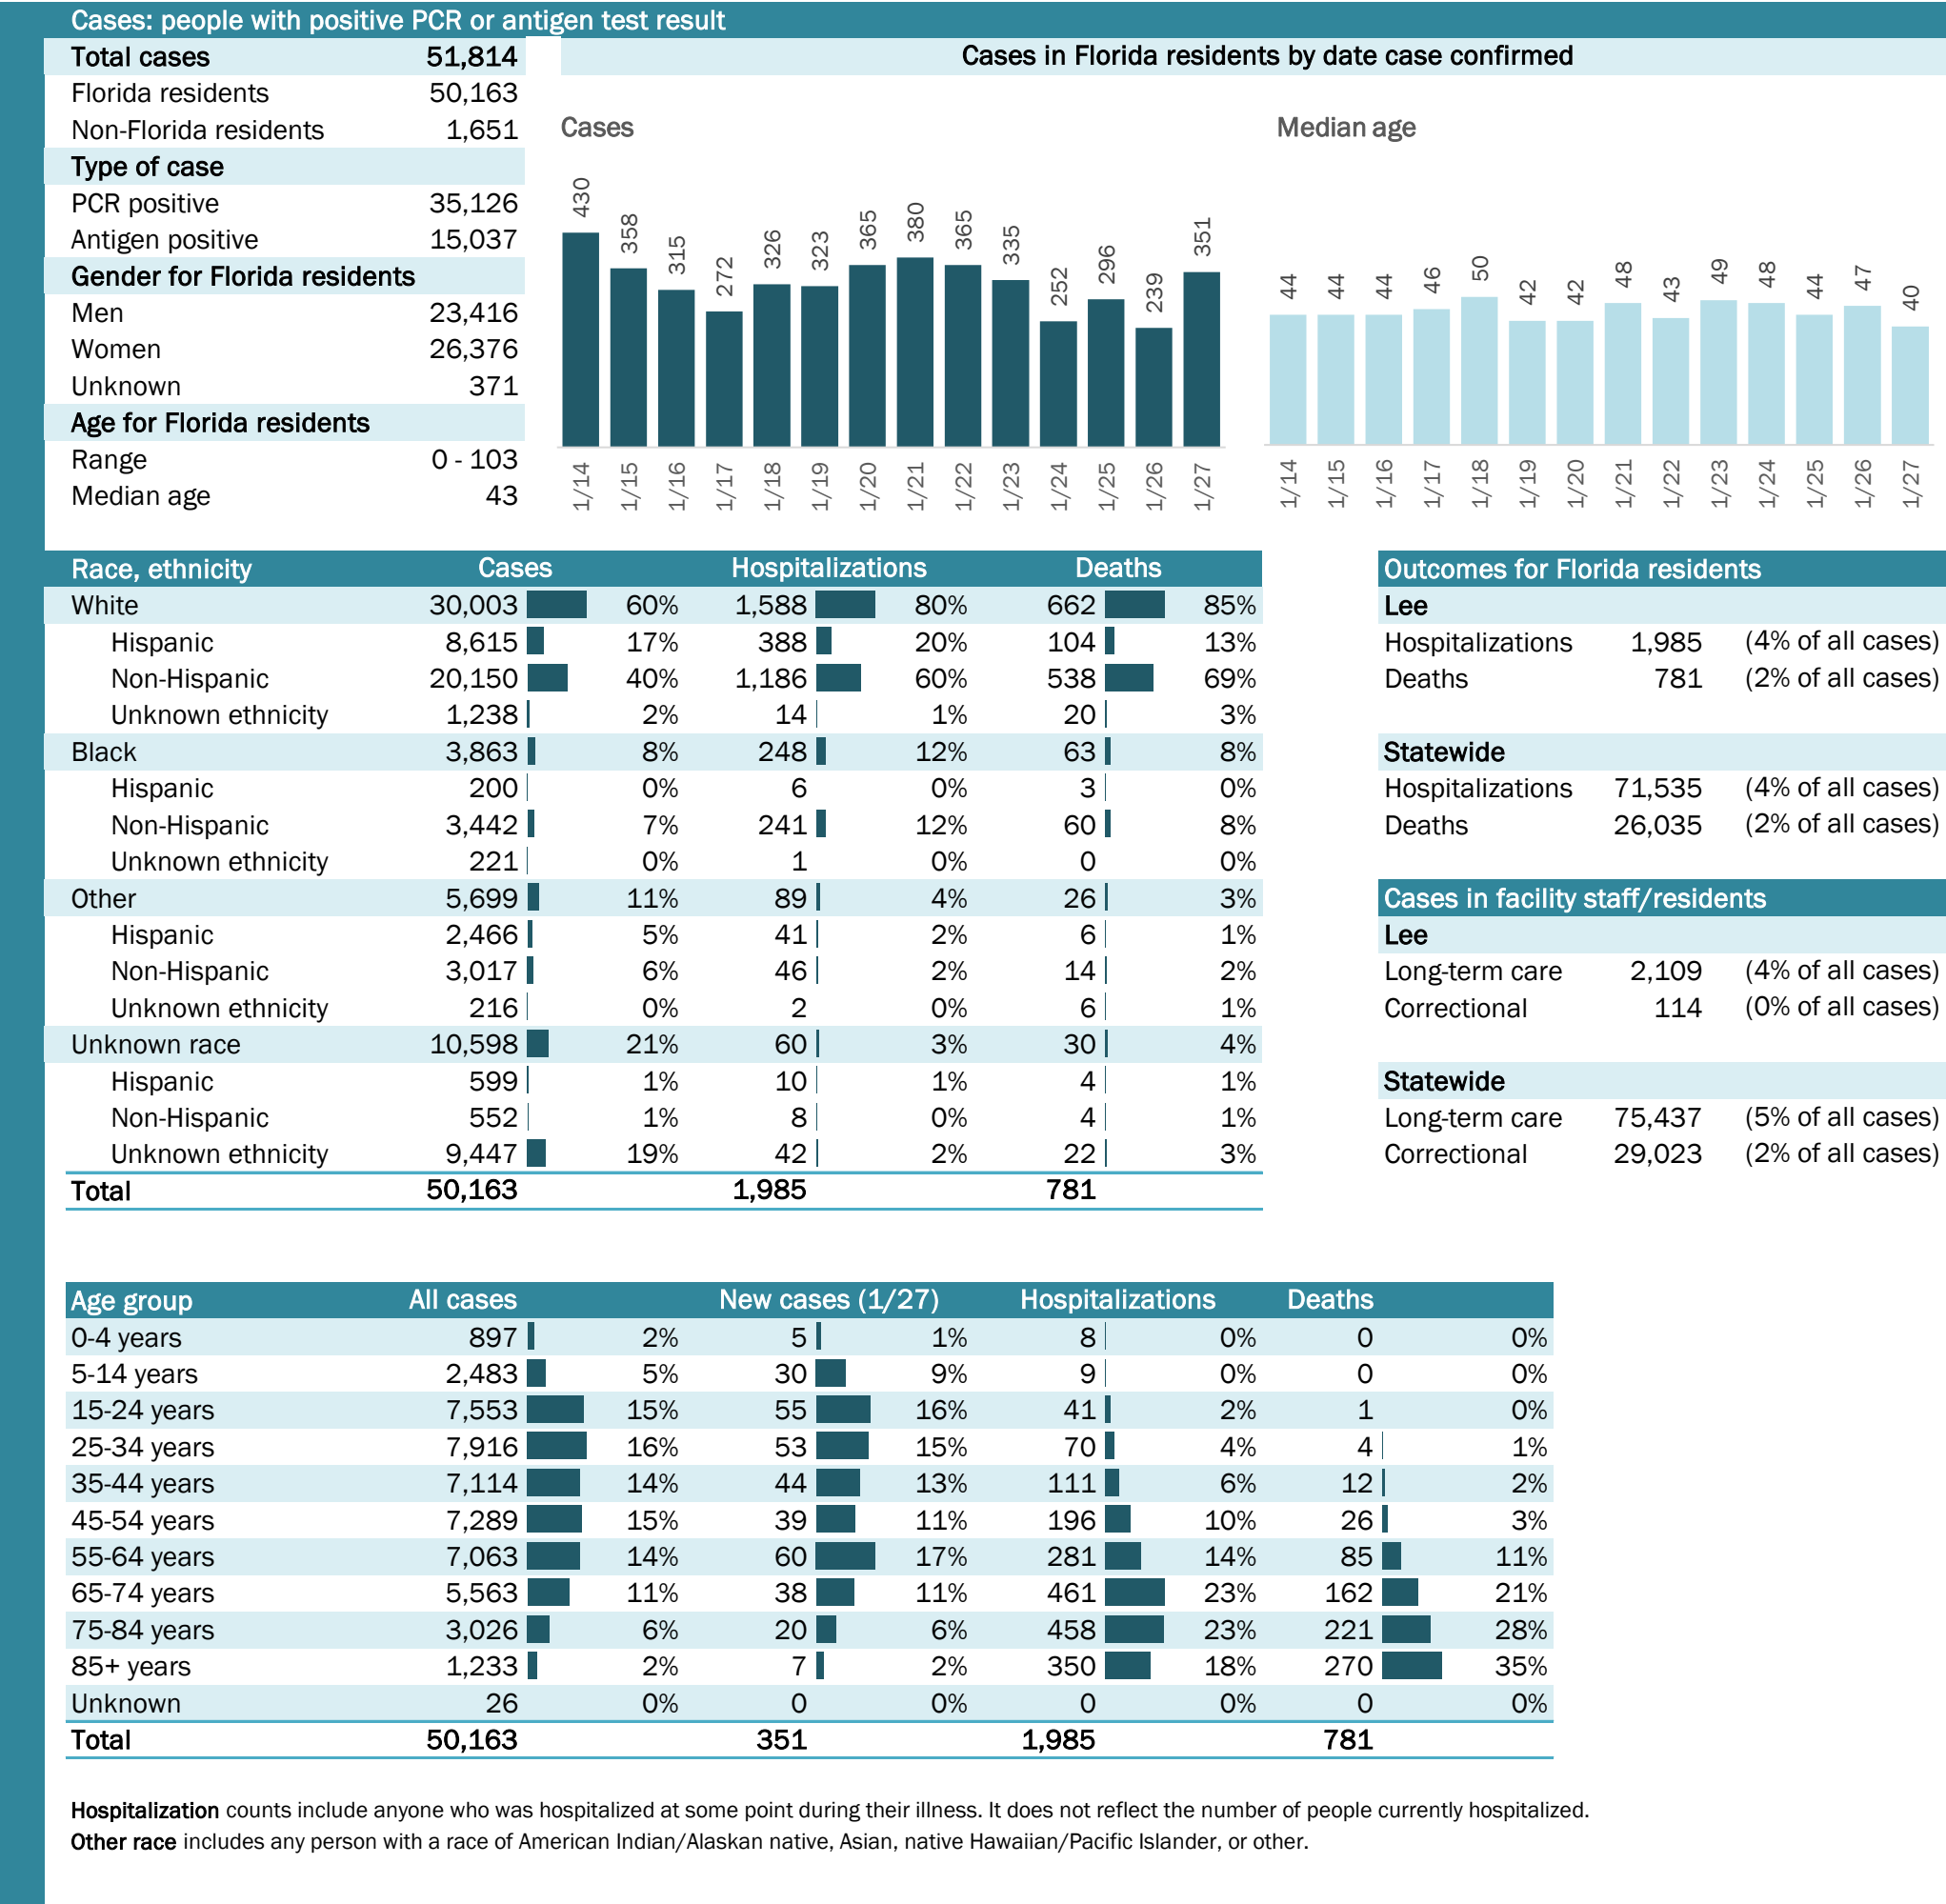 Cases: people with positive PCR or antigen test result
Total cases 51,814
Florida residents 50,163
Non-Florida residents 1,651
Type of case
PCR positive 35,126
Antigen positive 15,037
Gender for Florida residents
Men 23,416
Women 26,376
Unknown 371
Age for Florida residents
Range 0 - 103
Median age 43
Cases in Florida residents by date case confirmed
Cases
430 358 315 272 326 323 365 380 365 335 252 296 239 351
1/14 1/15 1/16 1/17 1/18 1/19 1/20 1/21 1/22 1/23 1/24 1/25 1/26 1/27
Median age
44 44 44 46 50 42 42 48 43 49 48 44 47 40
1/14 1/15 1/16 1/17 1/18 1/19 1/20 1/21 1/22 1/23 1/24 1/25 1/26 1/27
Race, ethnicity Cases Hospitalizations Deaths
White 30,003 60% 1,588 80% 662 85%
Hispanic 8,615 17% 388 20% 104 13%
Non-Hispanic 20,150 40% 1,186 60% 538 69%
Unknown ethnicity 1,238 2% 14 1% 20 3%
Black 3,863 8% 248 12% 63 8%
Hispanic 200 0% 6 0% 3 0%
Non-Hispanic 3,442 7% 241 12% 60 8%
Unknown ethnicity 221 0% 1 0% 0 0%
Other 5,699 11% 89 4% 26 3%
Hispanic 2,466 5% 41 2% 6 1%
Non-Hispanic 3,017 6% 46 2% 14 2%
Unknown ethnicity 216 0% 2 0% 6 1%
Unknown race 10,598 21% 60 3% 30 4%
Hispanic 599 1% 10 1% 4 1%
Non-Hispanic 552 1% 8 0% 4 1%
Unknown ethnicity 9,447 19% 42 2% 22 3%
Total 50,163 1,985 781
Outcomes for Florida residents
Lee
Hospitalizations 1,985 (4% of all cases)
Deaths 781 (2% of all cases)
Statewide
Hospitalizations 71,535 (4% of all cases)
Deaths 26,035 (2% of all cases)
Cases in facility staff/residents
Lee
Long-term care 2,109 (4% of all cases)
Correctional 114 (0% of all cases)
Statewide
Long-term care 75,437 (5% of all cases)
Correctional 29,023 (2% of all cases)
Age group All cases New cases (1/27) Hospitalizations Deaths
0-4 years 897 2% 5 1% 8 0% 0 0%
5-14 years 2,483 5% 30 9% 9 0% 0 0%
15-24 years 7,553 15% 55 16% 41 2% 1 0%
25-34 years 7,916 16% 53 15% 70 4% 4 1%
35-44 years 7,114 14% 44 13% 111 6% 12 2%
45-54 years 7,289 15% 39 11% 196 10% 26 3%
55-64 years 7,063 14% 60 17% 281 14% 85 11%
65-74 years 5,563 11% 38 11% 461 23% 162 21%
75-84 years 3,026 6% 20 6% 458 23% 221 28%
85+ years 1,233 2% 7 2% 350 18% 270 35%
Unknown 26 0% 0 0% 0 0% 0 0%
Total 50,163 351 1,985 781
Hospitalization counts include anyone who was hospitalized at some point during their illness. It does not reflect the number of people currently hospitalized.
Other race includes any person with a race of American Indian/Alaskan native, Asian, native Hawaiian/Pacific Islander, or other.